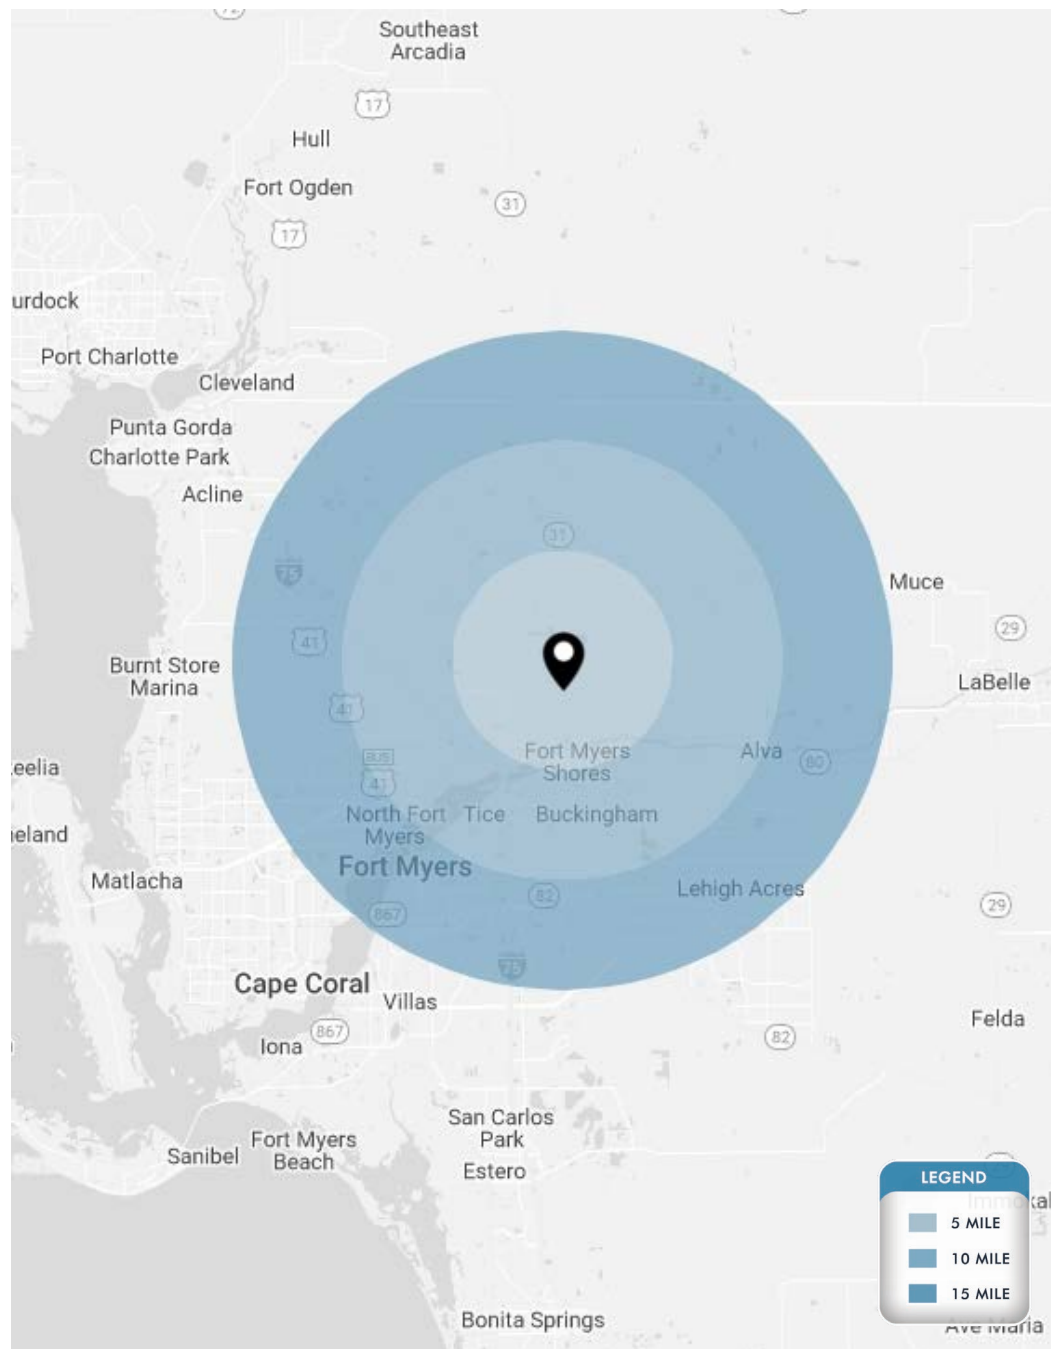 Southeast
Arcadia
17
Hull
Fort Ogden
31
17
urdock
Port Charlotte
Cleveland
Punta Gorda
Charlotte Park
Acline
31
75
Muce
41
29
Burnt Store
Marina
LaBelle
41
Fort Myers
Shores
Alva
BUS
41
80
eelia
North Fort
Myers
Tice
Buckingham
eland
Fort Myers
Matlacha
Lehigh Acres
82
29
867
75
Cape Coral
Villas
Felda
867
82
Iona
San Carlos
Park
Fort Myers
Beach
Sanibel
Estero
LEGEND
5 MILE
10 MILE
15 MILE
Bonita Springs
Ave Maria